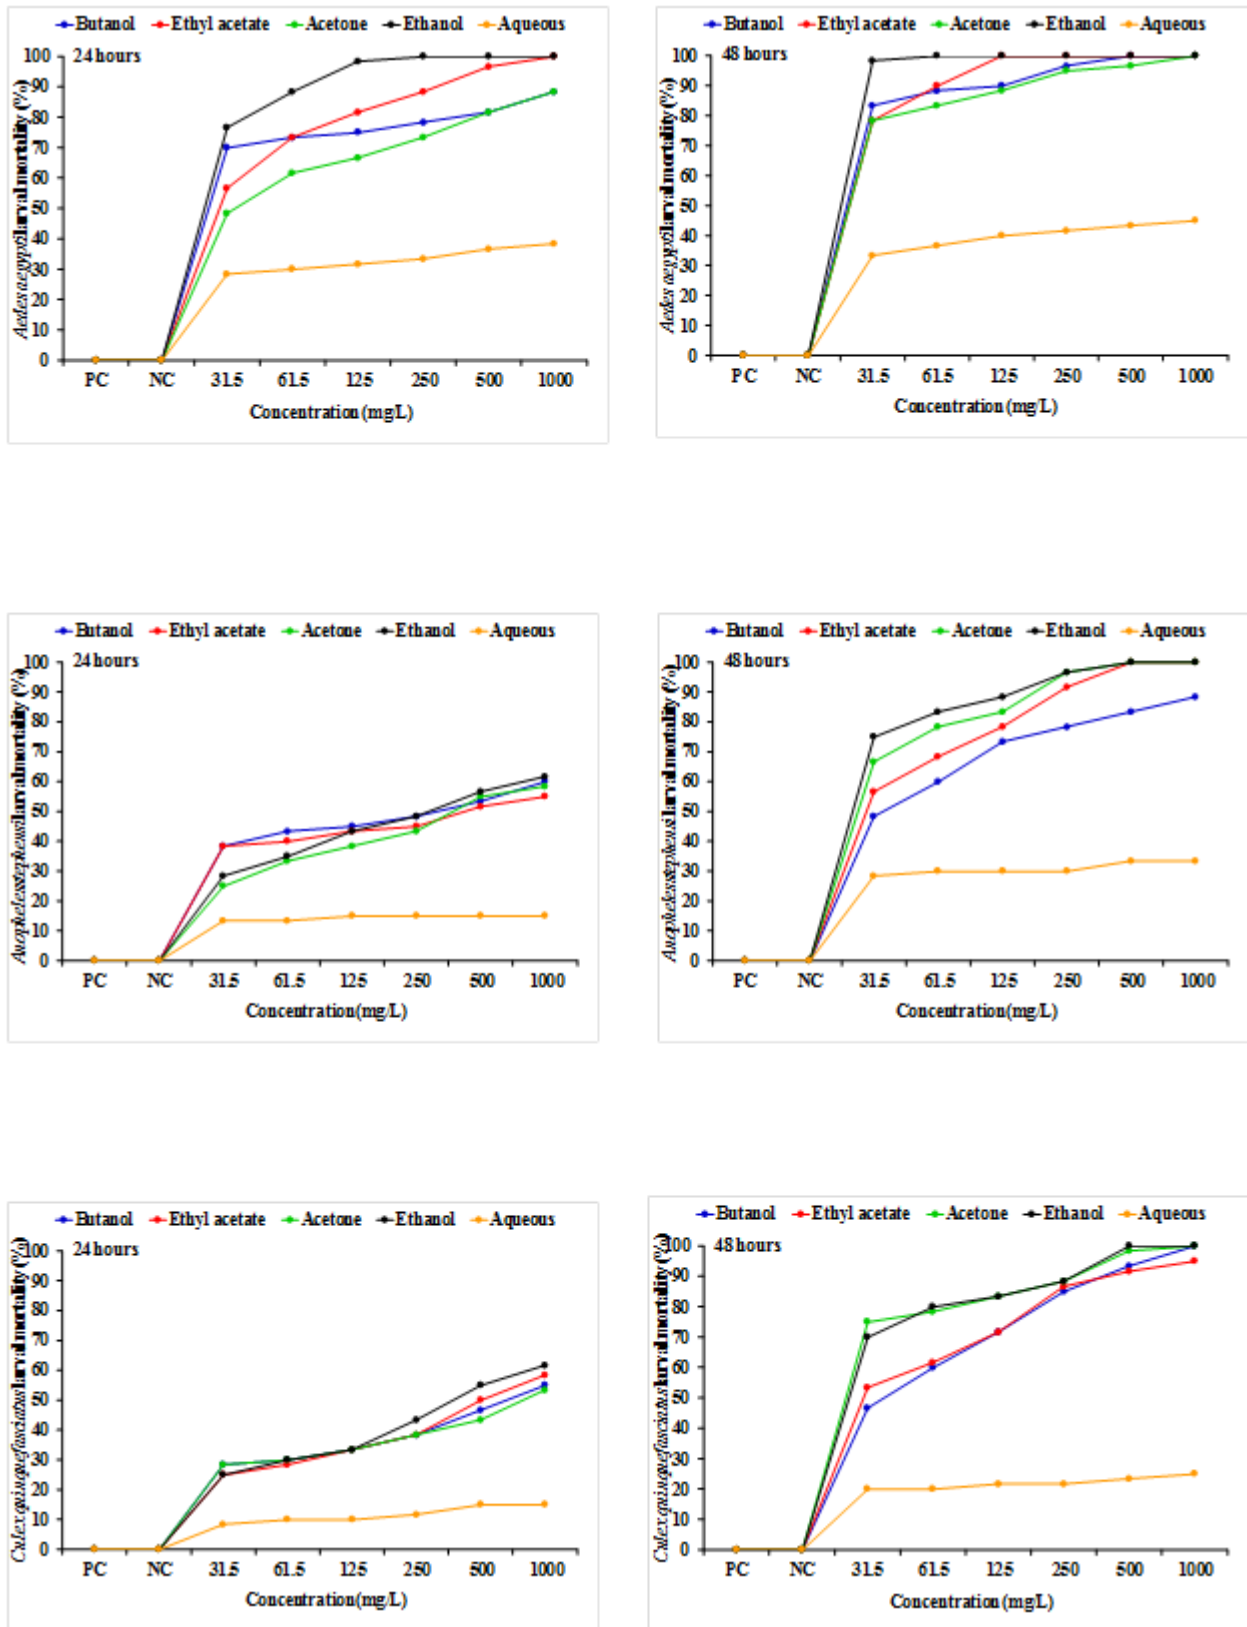 Butanol Ethyl acetate Acetone Ethanol Aqueous
24 hours
Aedes aegypti larval mortality (%)
100
90
80
70
60
50
40
30
20
10
0
PC NC 31.5 61.5 125 250 500 1000
Concentration (mg/L)
Butanol Ethyl acetate Acetone Ethanol Aqueous
48 hours
Aedes aegypti larval mortality (%)
100
90
80
70
60
50
40
30
20
10
0
PC NC 31.5 61.5 125 250 500 1000
Concentration (mg/L)
Butanol Ethyl acetate Acetone Ethanol Aqueous
24 hours
Anopheles stephensi larval mortality (%)
100
90
80
70
60
50
40
30
20
10
0
PC NC 31.5 61.5 125 250 500 1000
Concentration (mg/L)
Butanol Ethyl acetate Acetone Ethanol Aqueous
48 hours
Anopheles stephensi larval mortality (%)
100
90
80
70
60
50
40
30
20
10
0
PC NC 31.5 61.5 125 250 500 1000
Concentration (mg/L)
Butanol Ethyl acetate Acetone Ethanol Aqueous
24 hours
Culex quinquefasciatus larval mortality (%)
100
90
80
70
60
50
40
30
20
10
0
PC NC 31.5 61.5 125 250 500 1000
Concentration (mg/L)
Butanol Ethyl acetate Acetone Ethanol Aqueous
48 hours
Culex quinquefasciatus larval mortality (%)
100
90
80
70
60
50
40
30
20
10
0
PC NC 31.5 61.5 125 250 500 1000
Concentration (mg/L)